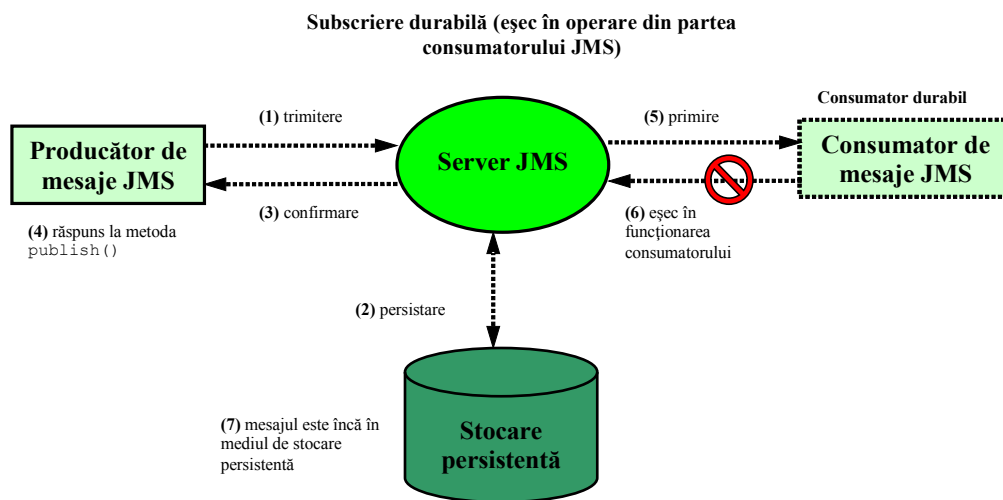 Subscriere durabilă (eşec în operare din partea
consumatorului JMS)
Consumator durabil
(1) trimitere
(5) primire
Producător de
mesaje JMS
Server JMS
Consumator de
mesaje JMS
(3) confirmare
(6) eşec în
funcţionarea
consumatorului
(4) răspuns la metoda
publish()
(2) persistare
(7) mesajul este încă în
mediul de stocare
persistentă
Stocare
persistentă